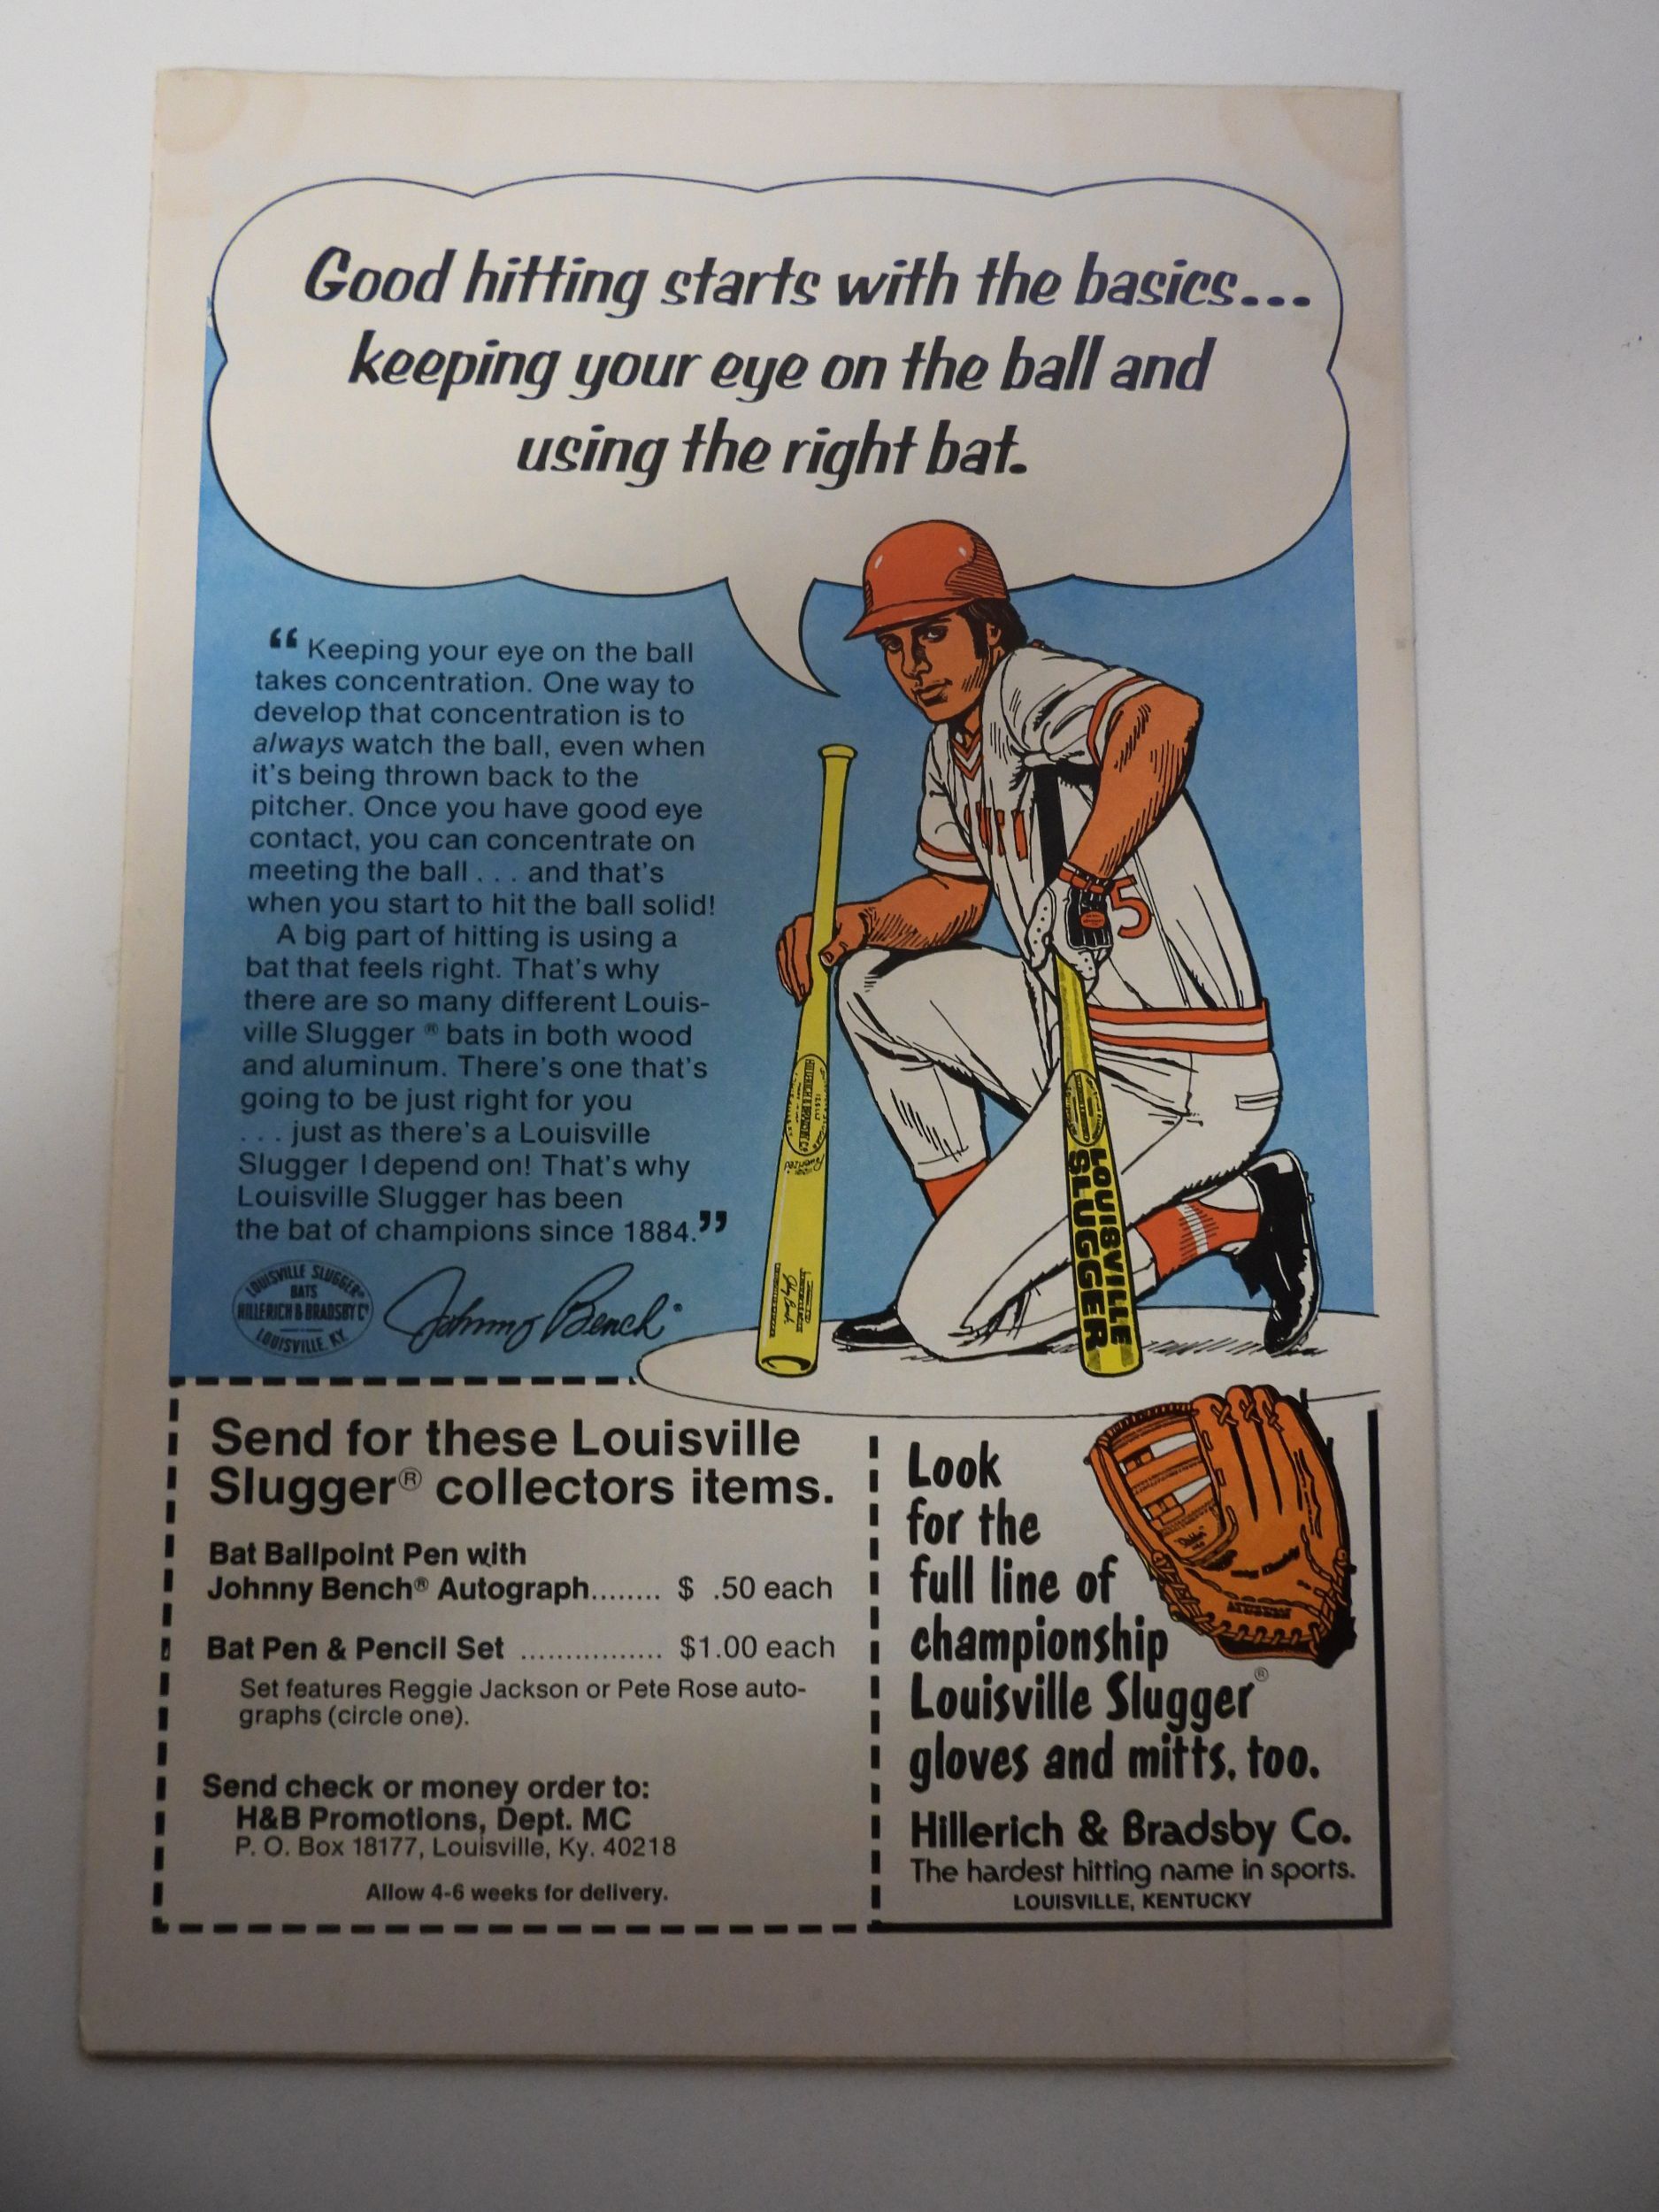 Good hitting starts with the basics...
keeping your eye on the ball and
using the right bat.
“ Keeping your eye on the ball
takes concentration. One way to
develop that concentration is to
always watch the ball, even when
it's being thrown back to the
pitcher. Once you have good eye
contact, you can concentrate on
meeting the ball . . . and that's
when you start to hit the ball solid!
A big part of hitting is using a
bat that feels right. That's why
there are so many different Louis-
ville Slugger ® bats in both wood
and aluminum. There's one that's
going to be just right for you
. . . just as there's a Louisville
Slugger I depend on! That's why
Louisville Slugger has been
the bat of champions since 1884.”
LOUISVILLE SLUGGER®
BATS
HILLERICH & BRADSBY Cº
LOUISVILLE, KY.
Johnny Bench
5
HILLERICH & BRADSBY Cº
LOUISVILLE
SLUGGER
Send for these Louisville
Slugger® collectors items.
Bat Ballpoint Pen with
Johnny Bench® Autograph........ $ .50 each
Bat Pen & Pencil Set ................ $1.00 each
Set features Reggie Jackson or Pete Rose auto-
graphs (circle one).
Send check or money order to:
H&B Promotions, Dept. MC
P. O. Box 18177, Louisville, Ky. 40218
Allow 4-6 weeks for delivery.
Look
for the
full line of
championship
Louisville Slugger®
gloves and mitts, too.
Hillerich & Bradsby Co.
The hardest hitting name in sports.
LOUISVILLE, KENTUCKY